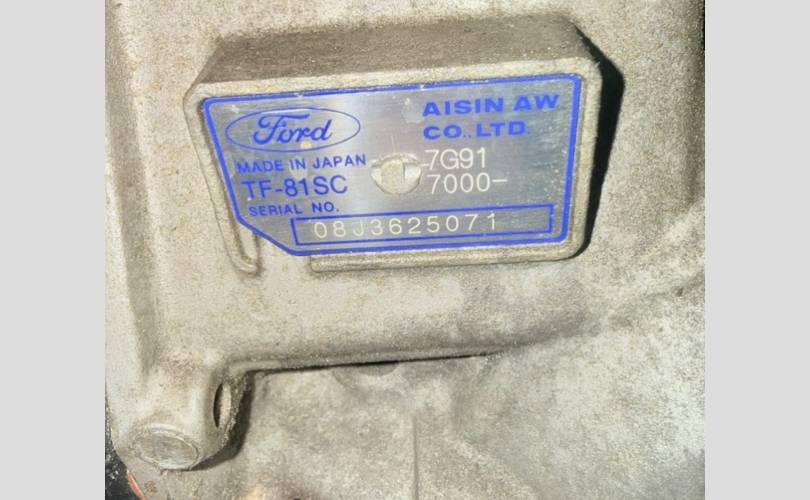 Ford
AISIN AW
CO., LTD.
MADE IN JAPAN
7G91
TF-81SC
7000-
SERIAL NO.
08J3625071